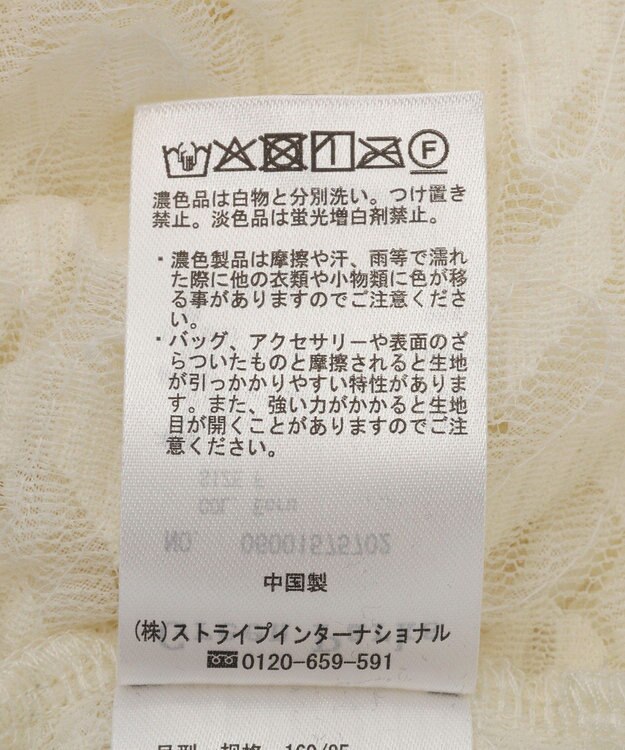 F
濃色品は白物と分別洗い。つけ置き
禁止。淡色品は蛍光増白剤禁止。
・濃色製品は摩擦や汗、雨等で濡れ
た際に他の衣類や小物類に色が移
る事がありますのでご注意くださ
い。
・バッグ、アクセサリーや表面のざ
らついたものと摩擦されると生地
が引っかかりやすい特性がありま
す。また、強い力がかかると生地
目が開くことがありますのでご注
意ください。
SIZE F
COL. Ecru
NO. 06001575702
中国製
(株)ストライプインターナショナル
0120-659-591